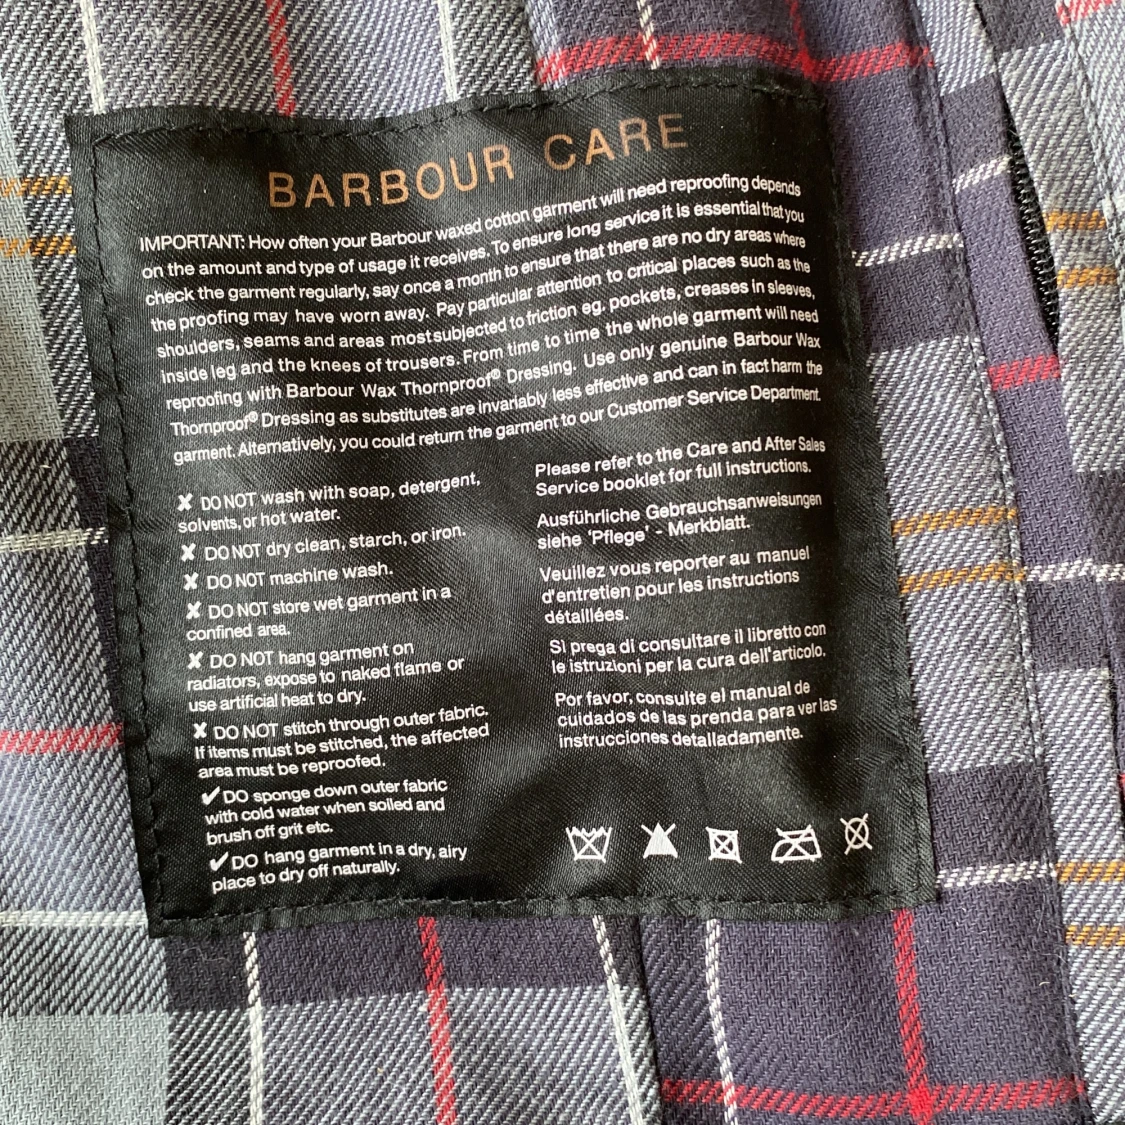 BARBOUR CARE
IMPORTANT: How often your Barbour waxed cotton garment will need reproofing depends
on the amount and type of usage it receives. To ensure long service it is essential that you
check the garment regularly, say once a month to ensure that there are no dry areas where
the proofing may have worn away. Pay particular attention to critical places such as the
shoulders, seams and areas most subjected to friction eg. pockets, creases in sleeves,
inside leg and the knees of trousers. From time to time the whole garment will need
reproofing with Barbour Wax Thornproof® Dressing. Use only genuine Barbour Wax
Thornproof® Dressing as substitutes are invariably less effective and can in fact harm the
garment. Alternatively, you could return the garment to our Customer Service Department.
✘ DO NOT wash with soap, detergent,
solvents, or hot water.
✘ DO NOT dry clean, starch, or iron.
✘ DO NOT machine wash.
✘ DO NOT store wet garment in a
confined area.
✘ DO NOT hang garment on
radiators, expose to naked flame or
use artificial heat to dry.
✘ DO NOT stitch through outer fabric.
If items must be stitched, the affected
area must be reproofed.
✔ DO sponge down outer fabric
with cold water when soiled and
brush off grit etc.
✔ DO hang garment in a dry, airy
place to dry off naturally.
Please refer to the Care and After Sales
Service booklet for full instructions.
Ausführliche Gebrauchsanweisungen
siehe 'Pflege' - Merkblatt.
Veuillez vous reporter au manuel
d'entretien pour les instructions
détaillées.
Si prega di consultare il libretto con
le istruzioni per la cura dell'articolo.
Por favor, consulte el manual de
cuidados de las prenda para ver las
instrucciones detalladamente.